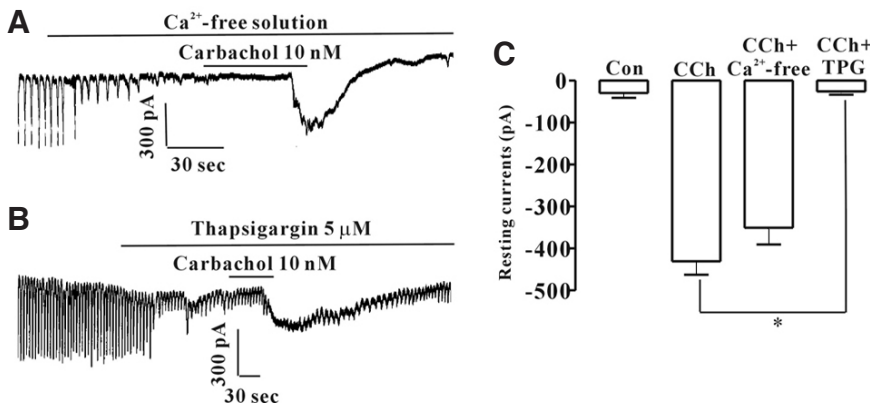 A
Ca²⁺-free solution
Carbachol 10 nM
300 pA
30 sec
B
Thapsigargin 5 μM
Carbachol 10 nM
300 pA
30 sec
C
Con
CCh
CCh+
Ca²⁺-free
CCh+
TPG
Resting currents (pA)
0
-100
-200
-300
-400
-500
*